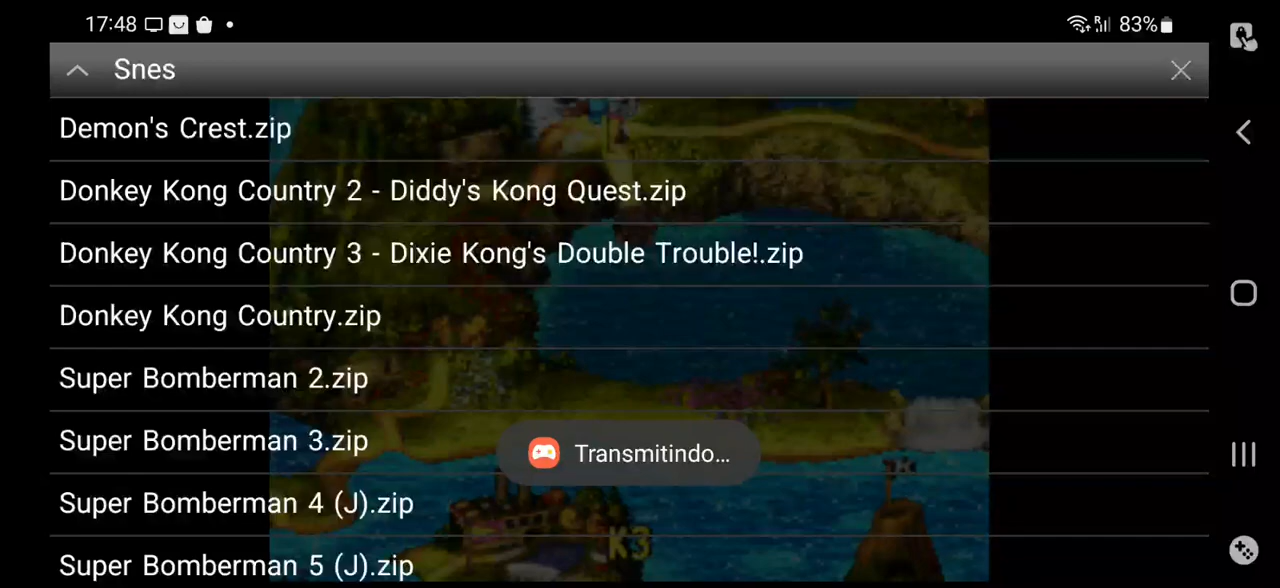 17:48
83%
Snes
Demon's Crest.zip
Donkey Kong Country 2 - Diddy's Kong Quest.zip
Donkey Kong Country 3 - Dixie Kong's Double Trouble!.zip
Donkey Kong Country.zip
Super Bomberman 2.zip
Super Bomberman 3.zip
Transmitindo...
Super Bomberman 4 (J).zip
K3
Super Bomberman 5 (J).zip